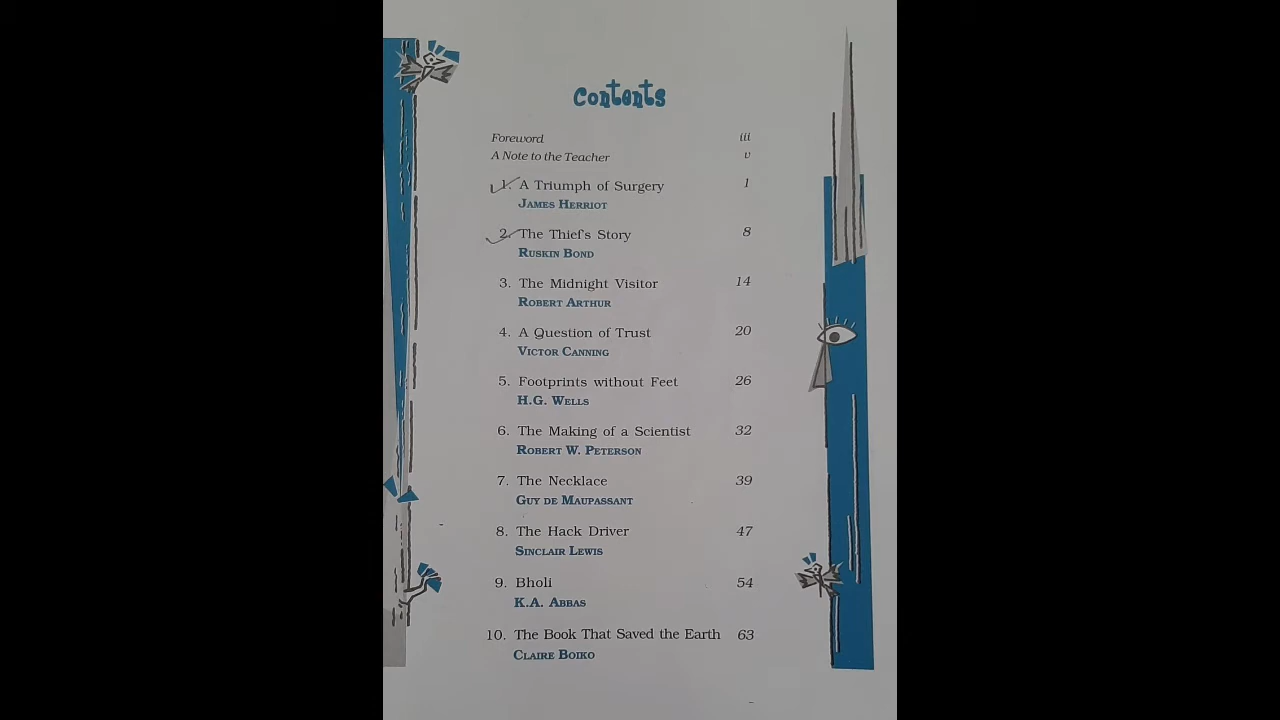 Contents
Foreword iii
A Note to the Teacher v
1. A Triumph of Surgery 1
JAMES HERRIOT
2. The Thief's Story 8
RUSKIN BOND
3. The Midnight Visitor 14
ROBERT ARTHUR
4. A Question of Trust 20
VICTOR CANNING
5. Footprints without Feet 26
H.G. WELLS
6. The Making of a Scientist 32
ROBERT W. PETERSON
7. The Necklace 39
GUY DE MAUPASSANT
8. The Hack Driver 47
SINCLAIR LEWIS
9. Bholi 54
K.A. ABBAS
10. The Book That Saved the Earth 63
CLAIRE BOIKO